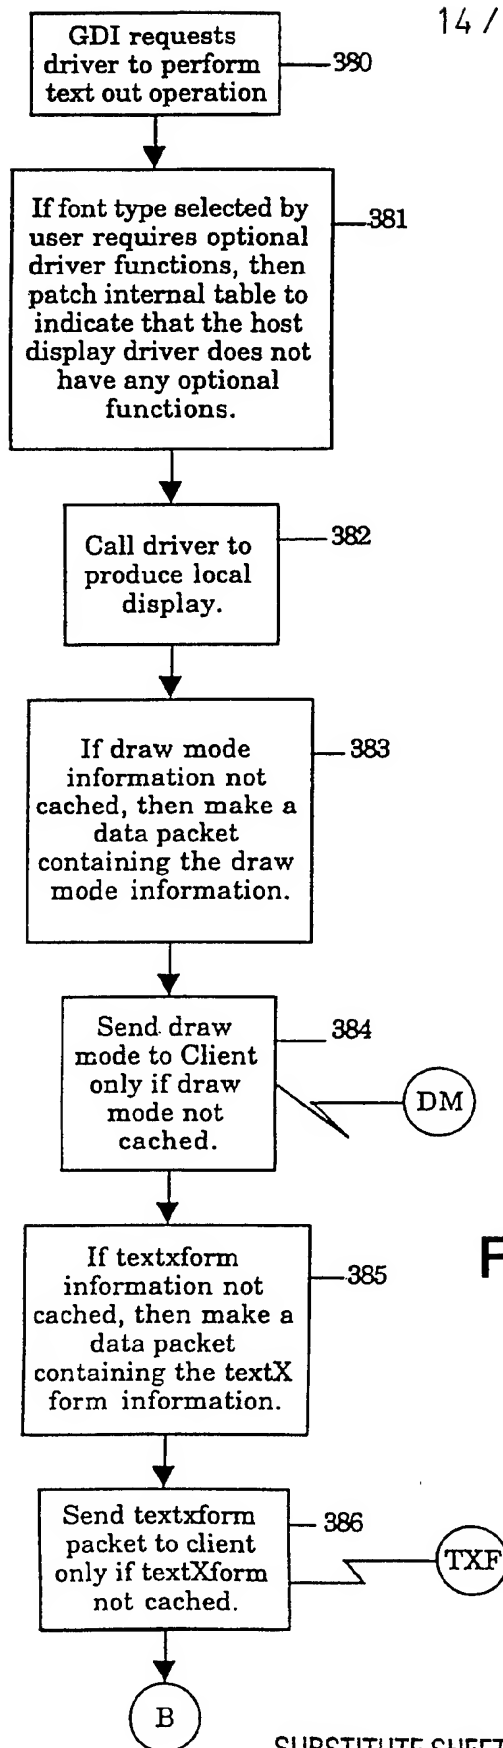 14 /
GDI requests
driver to perform
text out operation
380
If font type selected by
user requires optional
driver functions, then
patch internal table to
indicate that the host
display driver does not
have any optional
functions.
381
Call driver to
produce local
display.
382
If draw mode
information not
cached, then make a
data packet
containing the draw
mode information.
383
Send draw
mode to Client
only if draw
mode not
cached.
384
DM
If textxform
information not
cached, then make a
data packet
containing the textX
form information.
385
F
Send textxform
packet to client
only if textXform
not cached.
386
TXF
B
SUBSTITUTE SHEET